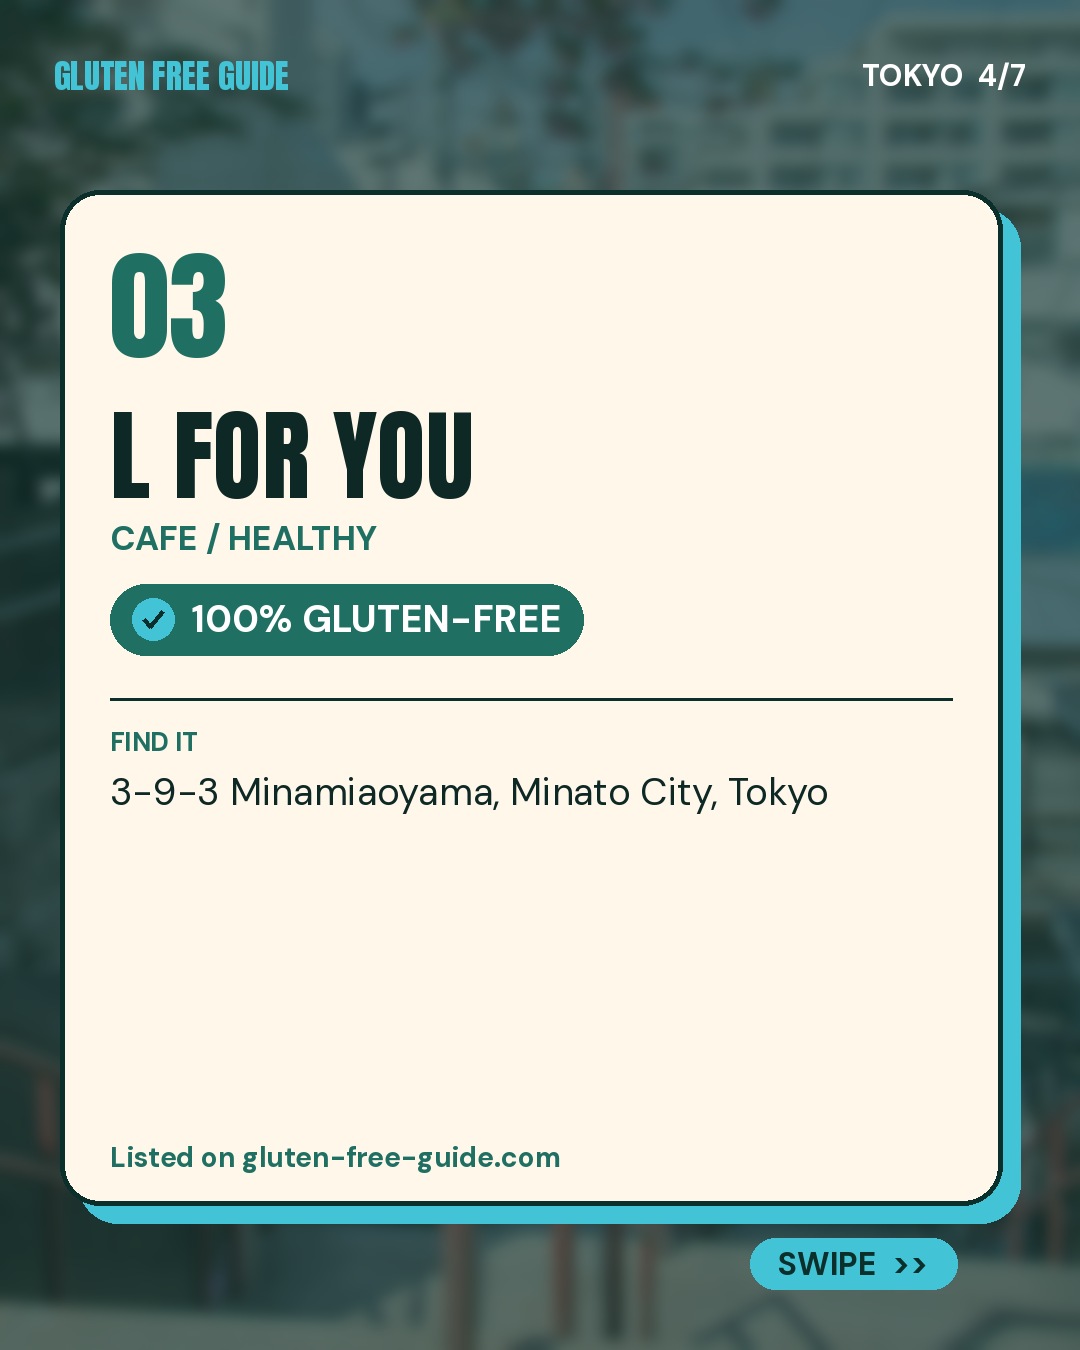 GLUTEN FREE GUIDE
TOKYO 4/7
03
L FOR YOU
CAFE / HEALTHY
100% GLUTEN-FREE
FIND IT
3-9-3 Minamiaoyama, Minato City, Tokyo
Listed on gluten-free-guide.com
SWIPE >>